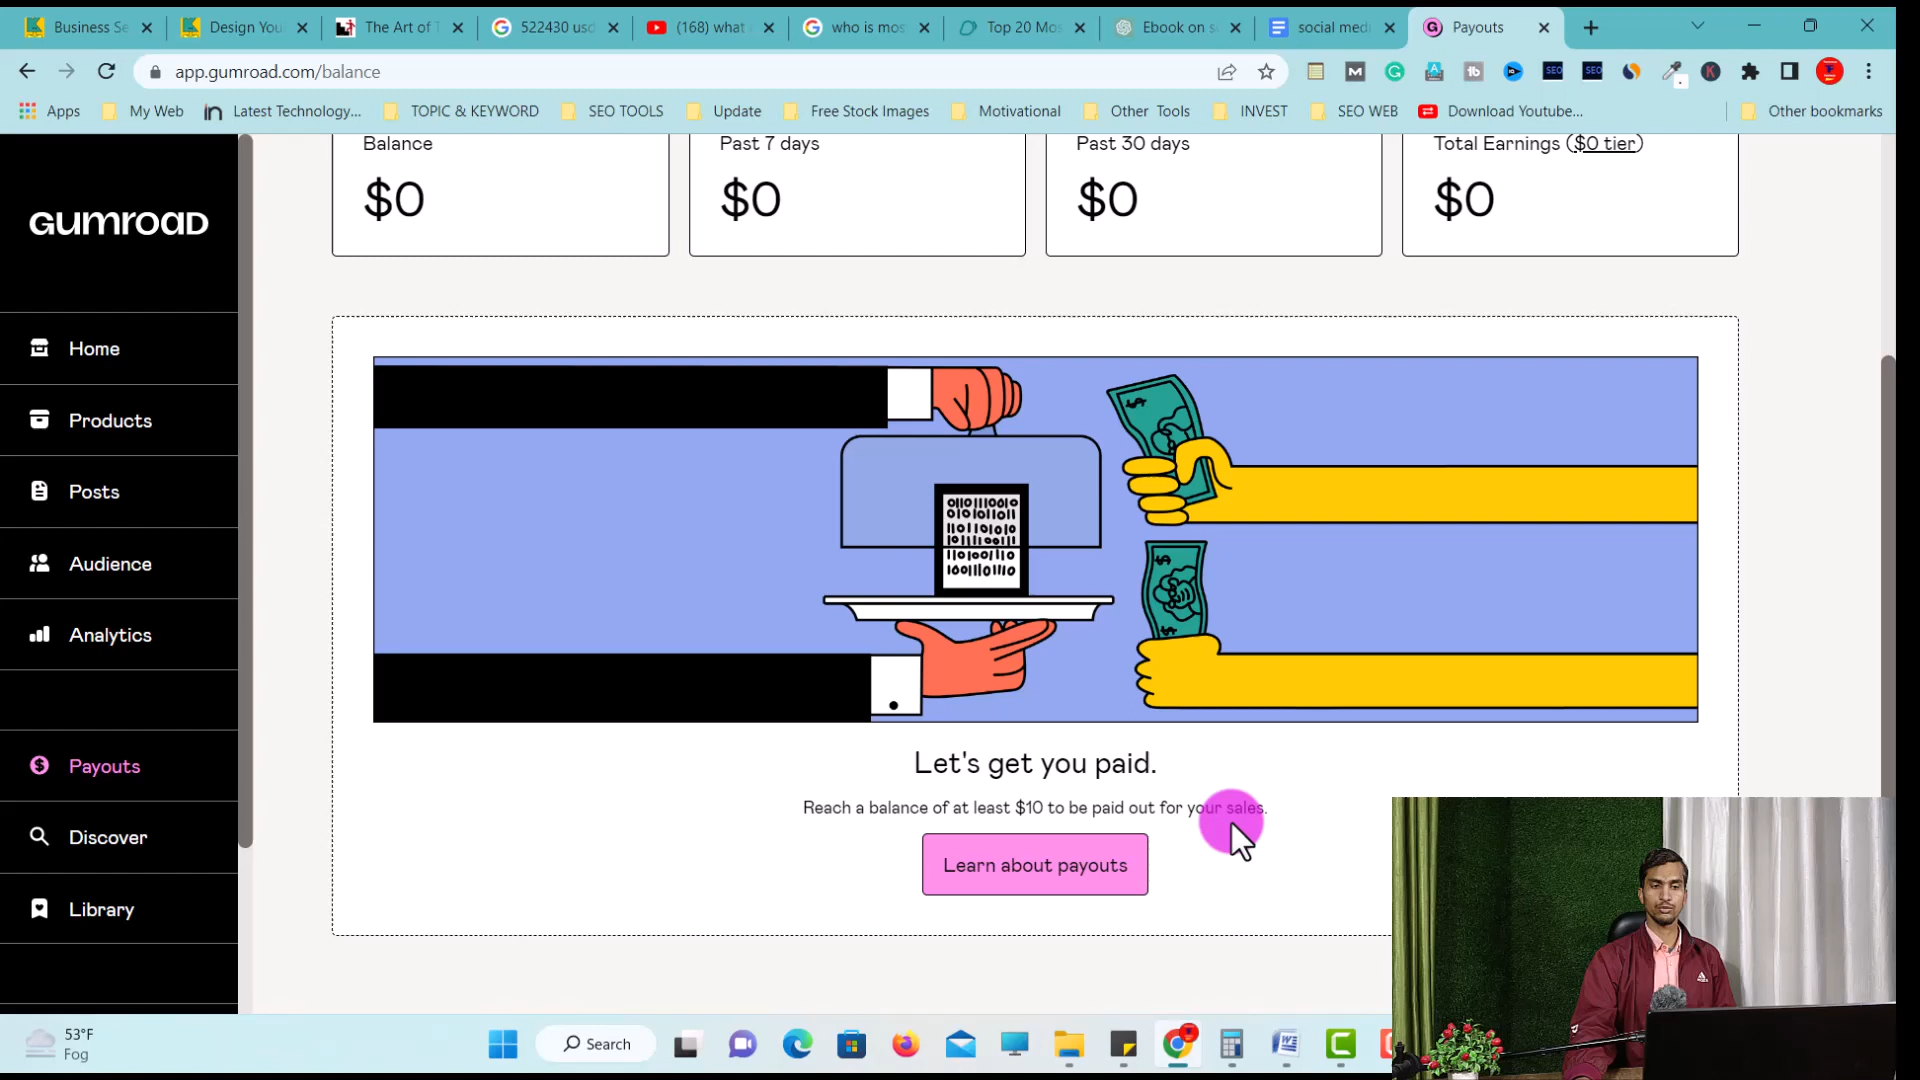 Business Se
Design You
The Art of T
522430 usd
(168) what
who is mos
Top 20 Mos
Ebook on s
social med
Payouts
app.gumroad.com/balance
Apps
My Web
Latest Technology...
TOPIC & KEYWORD
SEO TOOLS
Update
Free Stock Images
Motivational
Other Tools
INVEST
SEO WEB
Download Youtube...
Other bookmarks
GUMROAD
Home
Products
Posts
Audience
Analytics
Payouts
Discover
Library
Balance
$0
Past 7 days
$0
Past 30 days
$0
Total Earnings ($0 tier)
$0
Let's get you paid.
Reach a balance of at least $10 to be paid out for your sales.
Learn about payouts
53°F
Fog
Search